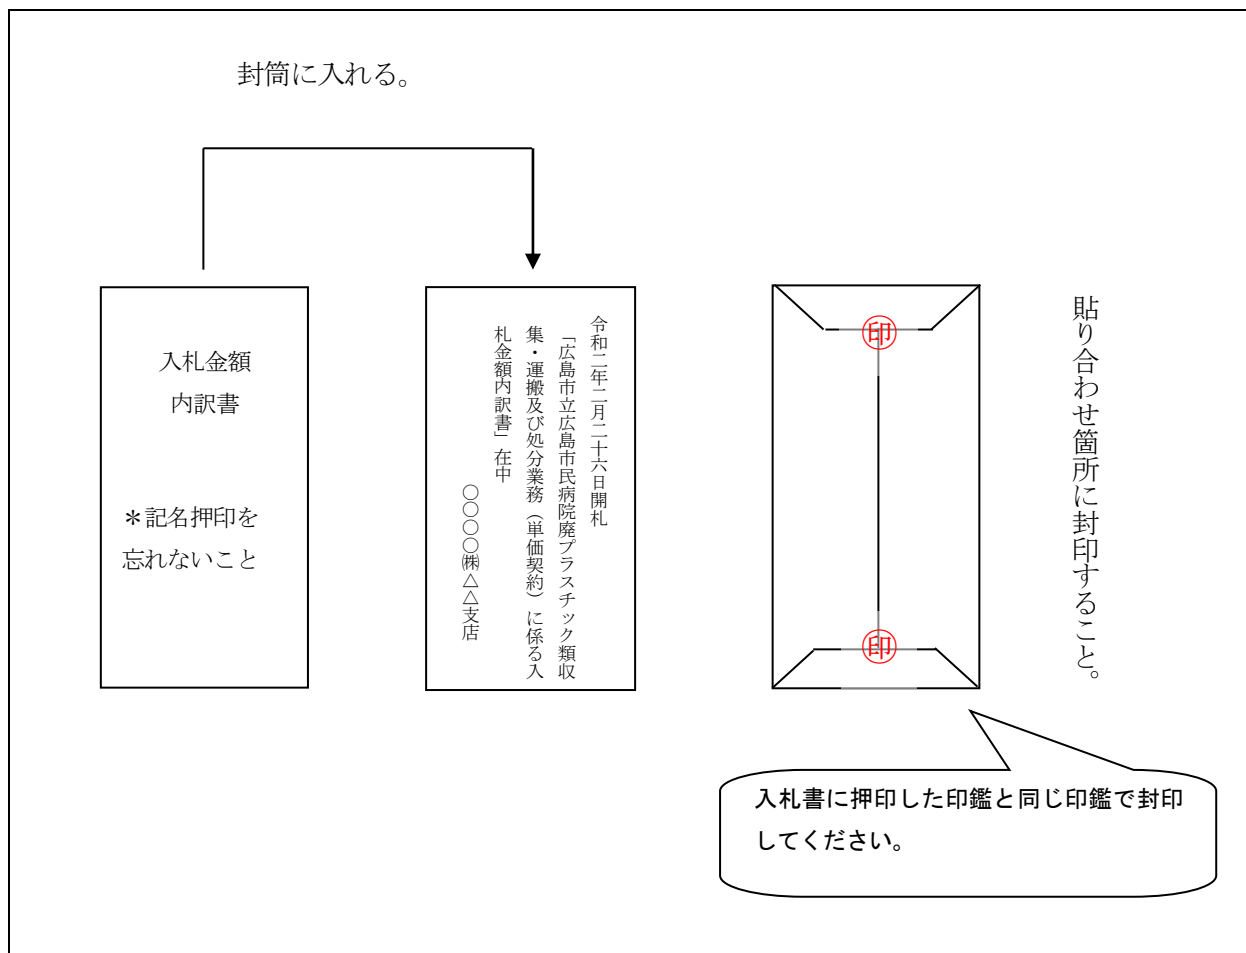 封筒に入れる。
入札金額
内訳書
＊記名押印を
忘れないこと
令和二年二月二十六日開札
「広島市立広島市民病院廃プラスチック類収
集・運搬及び処分業務（単価契約）に係る入
札金額内訳書」在中
○○○○㈱△△支店
印
印
貼り合わせ箇所に封印すること。
入札書に押印した印鑑と同じ印鑑で封印
してください。